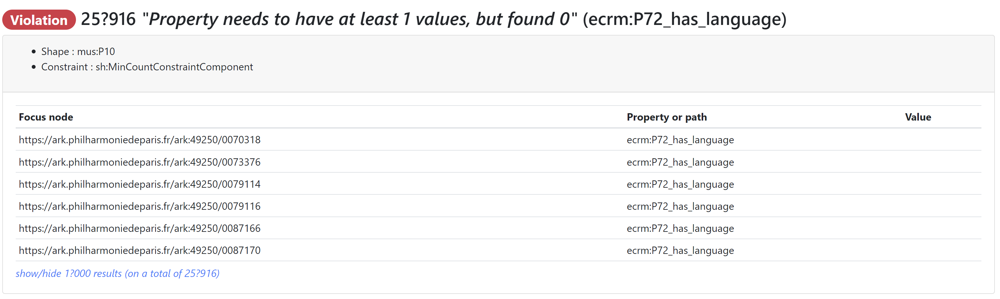 Violation 25?916 "Property needs to have at least 1 values, but found 0" (ecrm:P72_has_language)
• Shape : mus:P10
• Constraint : sh:MinCountConstraintComponent
Focus node Property or path Value
https://ark.philharmoniedeparis.fr/ark:49250/0070318 ecrm:P72_has_language
https://ark.philharmoniedeparis.fr/ark:49250/0073376 ecrm:P72_has_language
https://ark.philharmoniedeparis.fr/ark:49250/0079114 ecrm:P72_has_language
https://ark.philharmoniedeparis.fr/ark:49250/0079116 ecrm:P72_has_language
https://ark.philharmoniedeparis.fr/ark:49250/0087166 ecrm:P72_has_language
https://ark.philharmoniedeparis.fr/ark:49250/0087170 ecrm:P72_has_language
show/hide 1?000 results (on a total of 25?916)